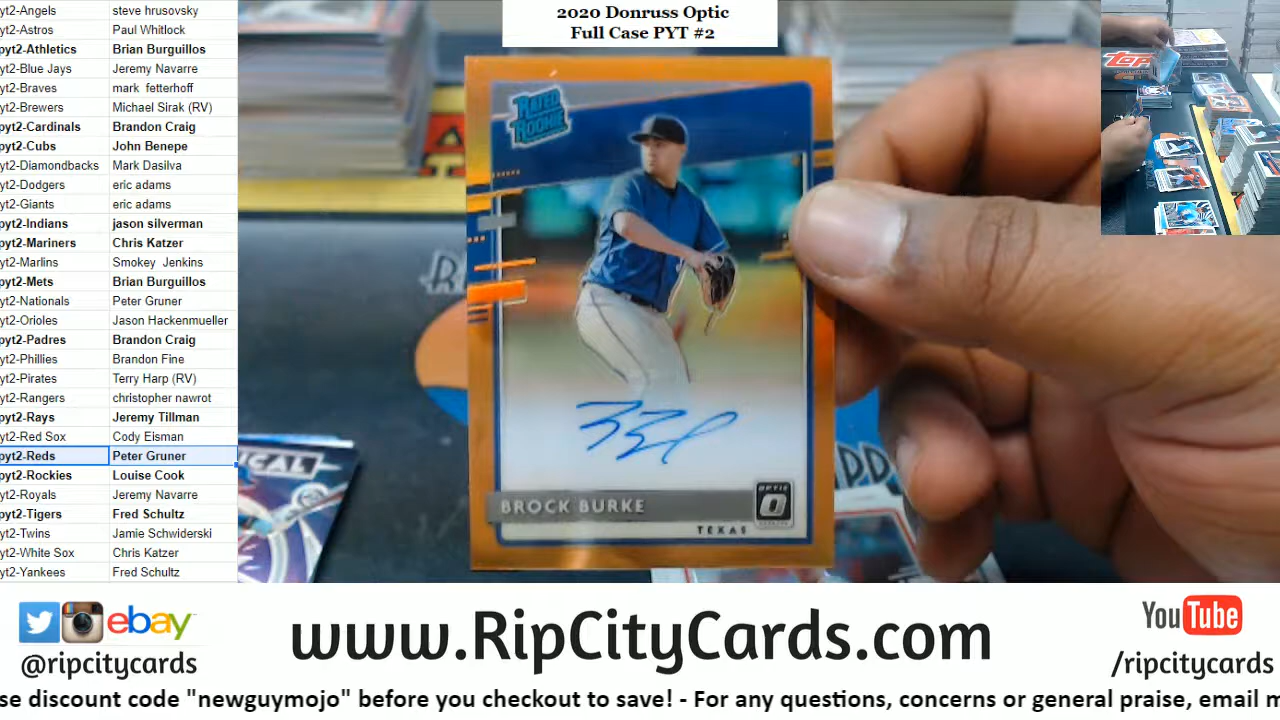 yt2-Angels steve hrusovsky
yt2-Astros Paul Whitlock
pyt2-Athletics Brian Burguillos
yt2-Blue Jays Jeremy Navarre
yt2-Braves mark fetterhoff
yt2-Brewers Michael Sirak (RV)
pyt2-Cardinals Brandon Craig
pyt2-Cubs John Benepe
yt2-Diamondbacks Mark Dasilva
yt2-Dodgers eric adams
yt2-Giants eric adams
pyt2-Indians jason silverman
pyt2-Mariners Chris Katzer
yt2-Marlins Smokey Jenkins
pyt2-Mets Brian Burguillos
yt2-Nationals Peter Gruner
yt2-Orioles Jason Hackenmueller
pyt2-Padres Brandon Craig
yt2-Phillies Brandon Fine
yt2-Pirates Terry Harp (RV)
yt2-Rangers christopher nawrot
pyt2-Rays Jeremy Tillman
yt2-Red Sox Cody Eisman
pyt2-Reds Peter Gruner
pyt2-Rockies Louise Cook
yt2-Royals Jeremy Navarre
pyt2-Tigers Fred Schultz
yt2-Twins Jamie Schwiderski
yt2-White Sox Chris Katzer
yt2-Yankees Fred Schultz
2020 Donruss Optic
Full Case PYT #2
RATED
ROOKIE
BROCK BURKE
OPTIC
TEXAS
ICAL
TOP
ebay
@ripcitycards
www.RipCityCards.com
YouTube
/ripcitycards
se discount code "newguymojo" before you checkout to save! - For any questions, concerns or general praise, email m